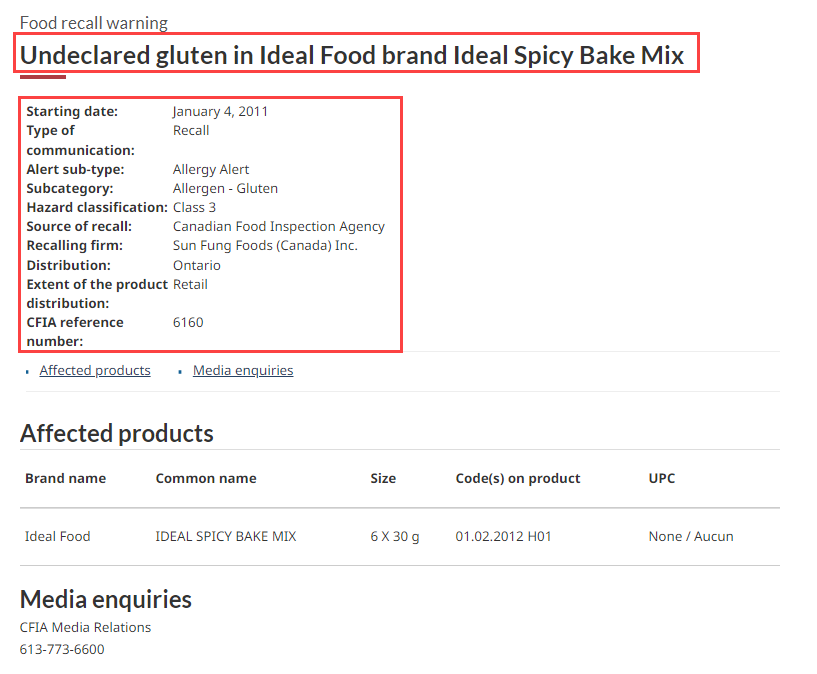 Food recall warning
Undeclared gluten in Ideal Food brand Ideal Spicy Bake Mix
Starting date: January 4, 2011
Type of communication: Recall
Alert sub-type: Allergy Alert
Subcategory: Allergen - Gluten
Hazard classification: Class 3
Source of recall: Canadian Food Inspection Agency
Recalling firm: Sun Fung Foods (Canada) Inc.
Distribution: Ontario
Extent of the product distribution: Retail
CFIA reference number: 6160
Affected products Media enquiries
Affected products
Brand name Common name Size Code(s) on product UPC
Ideal Food IDEAL SPICY BAKE MIX 6 X 30 g 01.02.2012 H01 None / Aucun
Media enquiries
CFIA Media Relations
613-773-6600